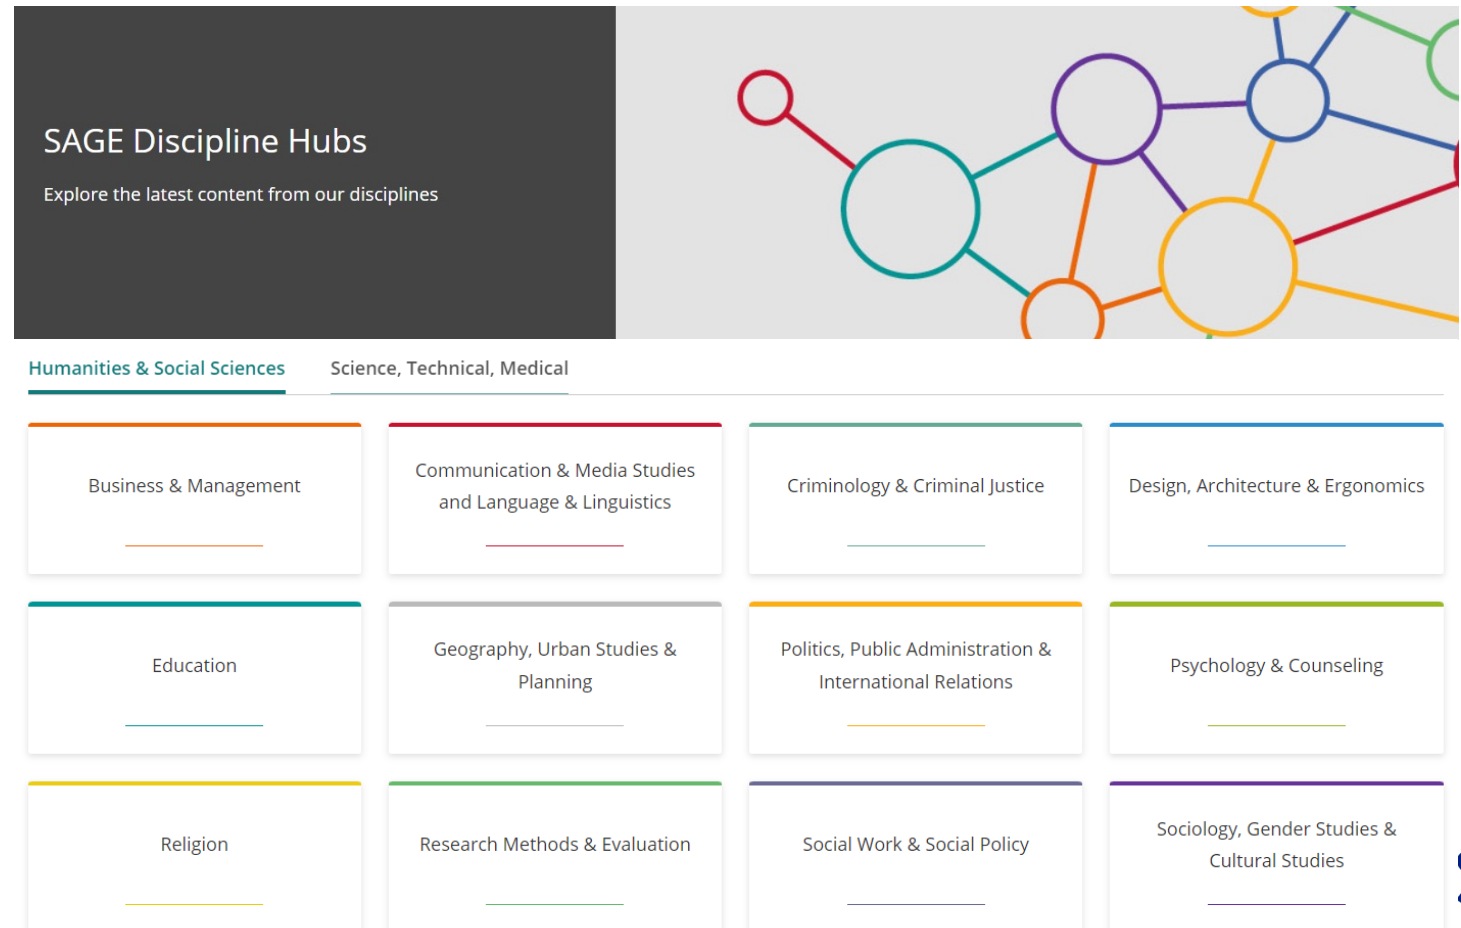 SAGE Discipline Hubs
Explore the latest content from our disciplines
Humanities & Social Sciences
Science, Technical, Medical
Business & Management
Communication & Media Studies
and Language & Linguistics
Criminology & Criminal Justice
Design, Architecture & Ergonomics
Education
Geography, Urban Studies &
Planning
Politics, Public Administration &
International Relations
Psychology & Counseling
Religion
Research Methods & Evaluation
Social Work & Social Policy
Sociology, Gender Studies &
Cultural Studies